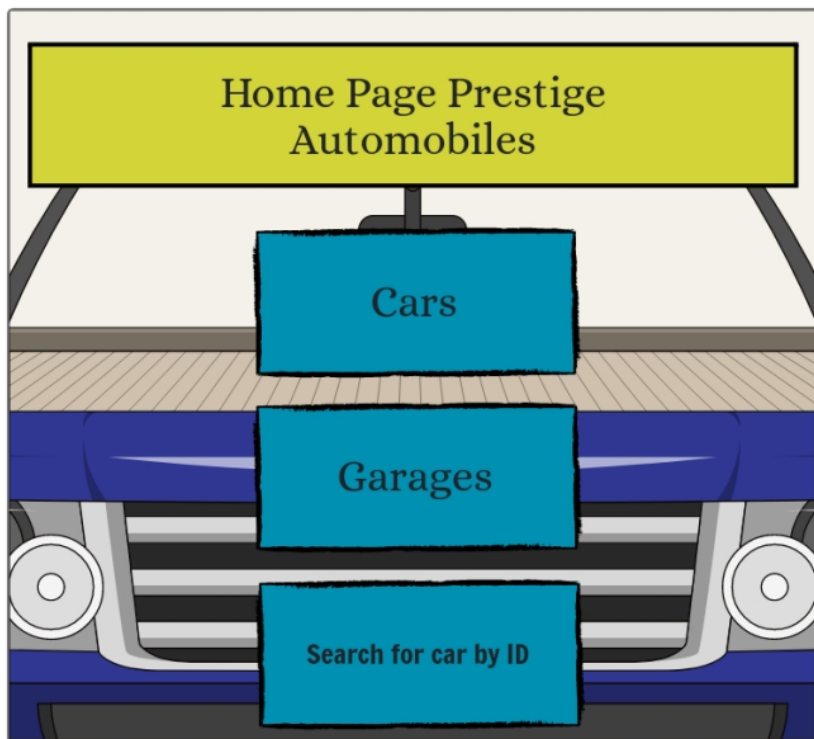 Home Page Prestige
Automobiles
Cars
Garages
Search for car by ID